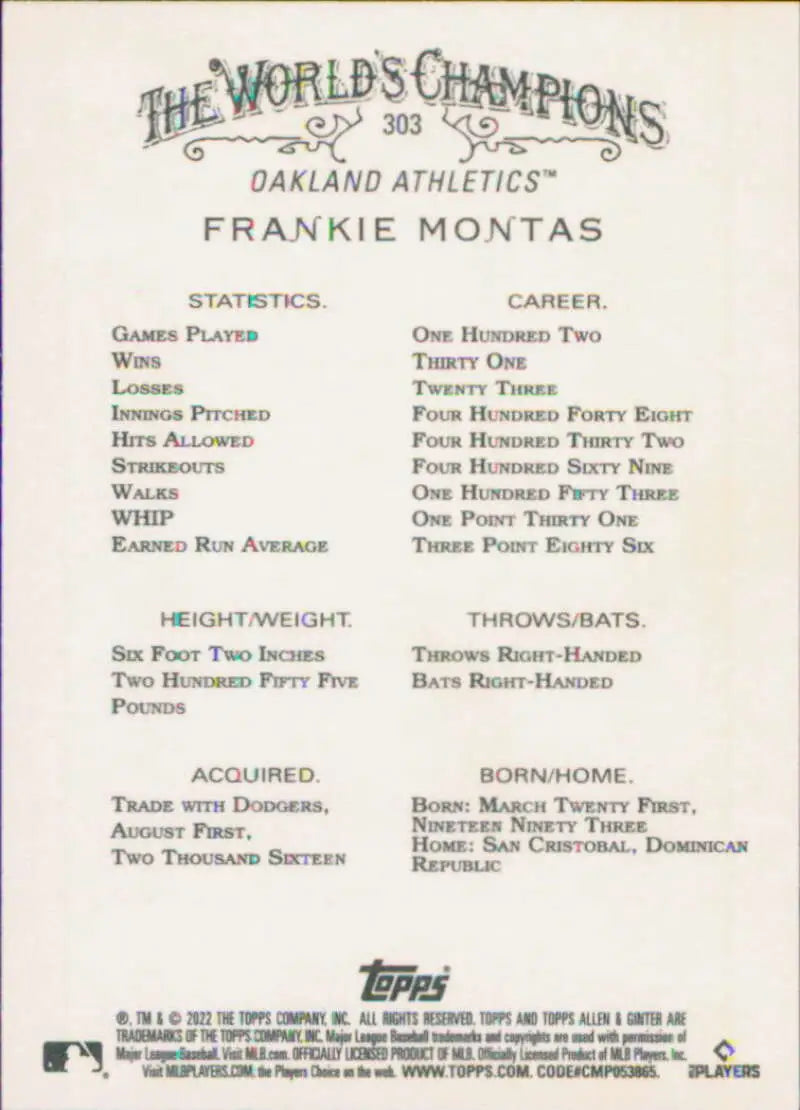 THE WORLD'S CHAMPIONS
303
OAKLAND ATHLETICS™
FRANKIE MONTAS
STATISTICS. CAREER.
GAMES PLAYED ONE HUNDRED TWO
WINS THIRTY ONE
LOSSES TWENTY THREE
INNINGS PITCHED FOUR HUNDRED FORTY EIGHT
HITS ALLOWED FOUR HUNDRED THIRTY TWO
STRIKEOUTS FOUR HUNDRED SIXTY NINE
WALKS ONE HUNDRED FIFTY THREE
WHIP ONE POINT THIRTY ONE
EARNED RUN AVERAGE THREE POINT EIGHTY SIX
HEIGHT/WEIGHT.
SIX FOOT TWO INCHES
TWO HUNDRED FIFTY FIVE
POUNDS
THROWS/BATS.
THROWS RIGHT-HANDED
BATS RIGHT-HANDED
ACQUIRED.
TRADE WITH DODGERS,
AUGUST FIRST,
TWO THOUSAND SIXTEEN
BORN/HOME.
BORN: MARCH TWENTY FIRST,
NINETEEN NINETY THREE
HOME: SAN CRISTOBAL, DOMINICAN
REPUBLIC
topps
®, TM & © 2022 THE TOPPS COMPANY, INC. ALL RIGHTS RESERVED. TOPPS AND TOPPS ALLEN & GINTER ARE
TRADEMARKS OF THE TOPPS COMPANY, INC. Major League Baseball trademarks and copyrights are used with permission of
Major League Baseball. Visit MLB.com. OFFICIALLY LICENSED PRODUCT OF MLB. Officially Licensed Product of MLB Players, Inc.
Visit MLBPLAYERS.COM, the Players Choice on the web. WWW.TOPPS.COM. CODE#CMP053865.
PLAYERS